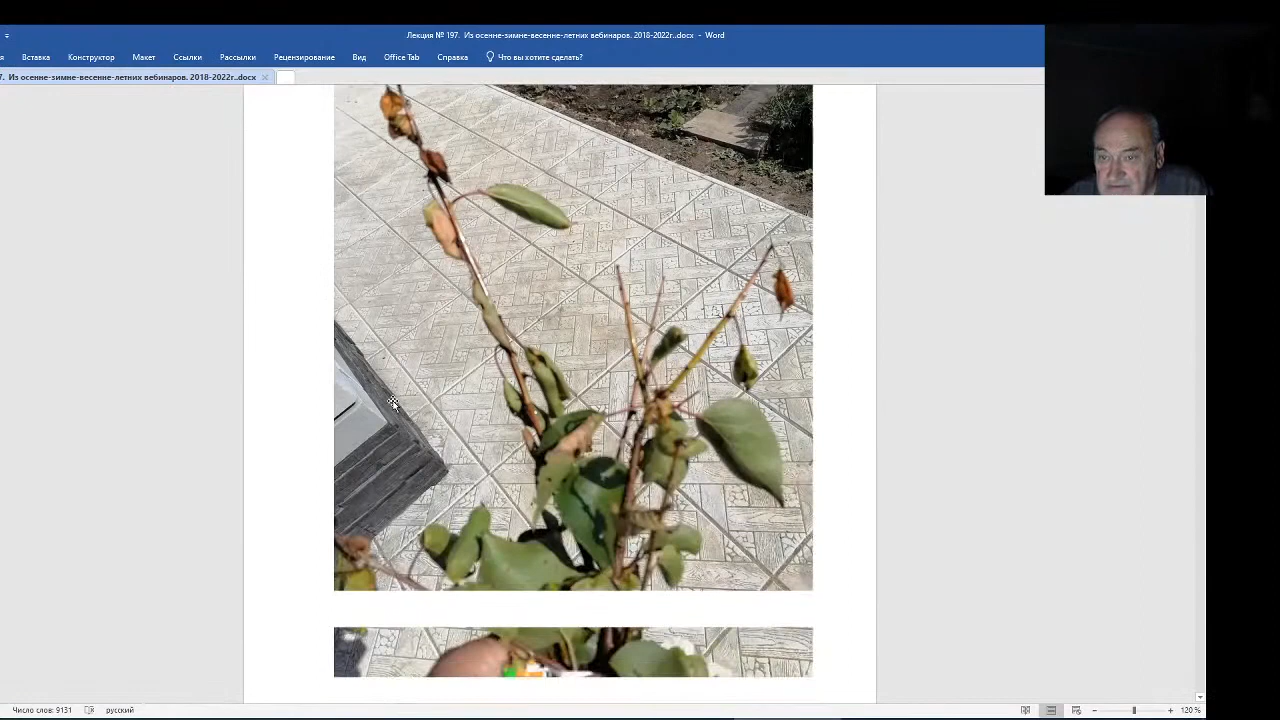 Лекция № 197.  Из осенне-зимне-весенне-летних вебинаров. 2018-2022г..docx  -  Word
Вставка Конструктор Макет Ссылки Рассылки Рецензирование Вид Office Tab Справка Что вы хотите сделать?
7.  Из осенне-зимне-весенне-летних вебинаров. 2018-2022г..docx
Число слов: 9131 русский 120 %